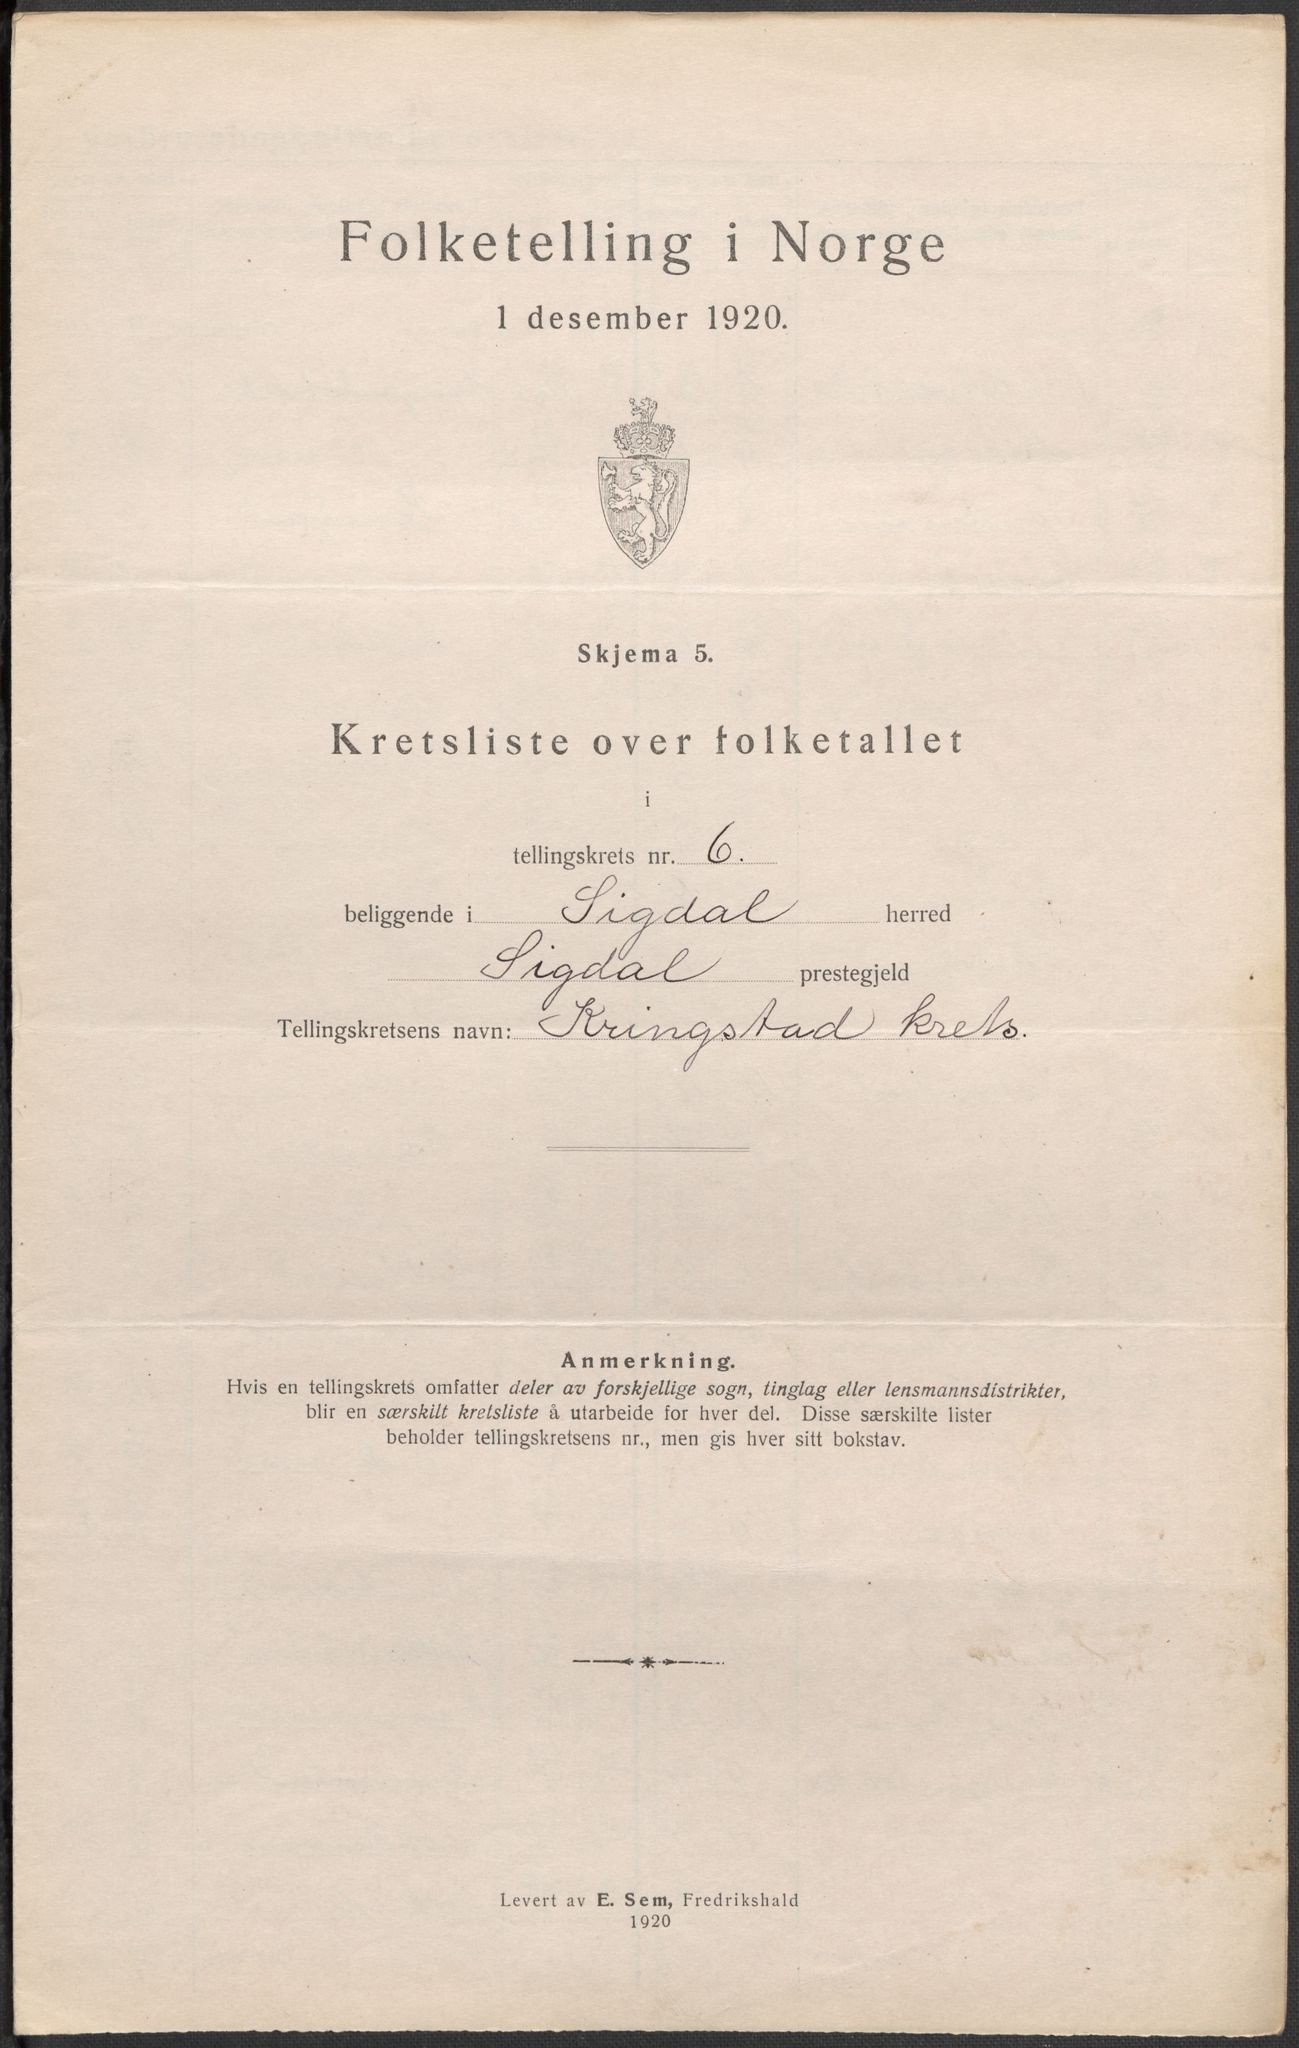 Folketelling i Norge
1 desember 1920.
Skjema 5.
Kretsliste over folketallet
i
tellingskrets nr. 6.
beliggende i Sigdal herred
Sigdal prestegjeld
Tellingskretsens navn: Kringstad krets.
Anmerkning.
Hvis en tellingskrets omfatter deler av forskjellige sogn, tinglag eller lensmannsdistrikter,
blir en særskilt kretsliste å utarbeide for hver del. Disse særskilte lister
beholder tellingskretsens nr., men gis hver sitt bokstav.
Levert av E. Sem, Fredrikshald
1920